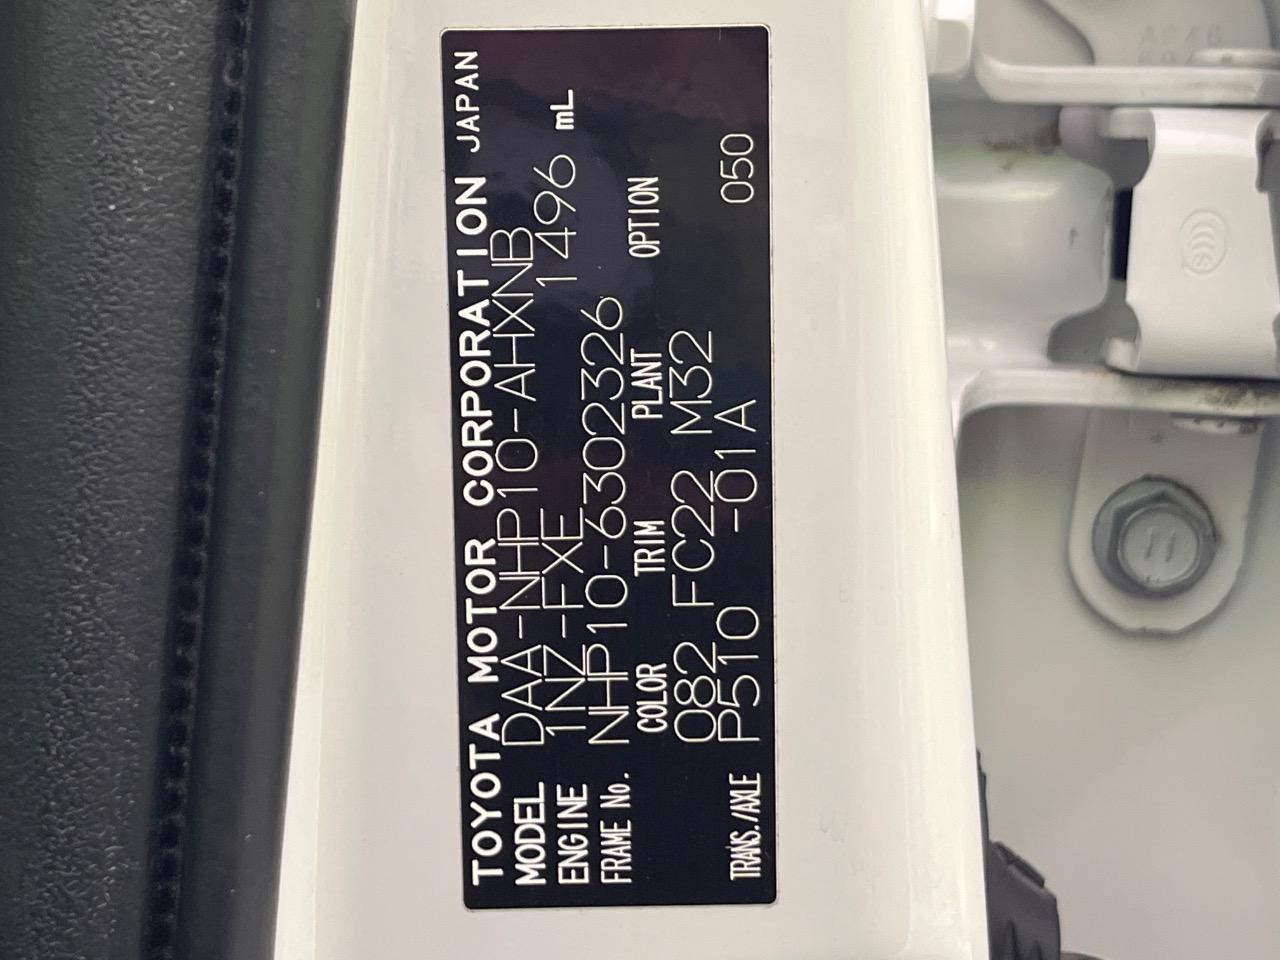 TOYOTA MOTOR CORPORATION JAPAN
MODEL DAA-NHP10-AHXNB
ENGINE 1NZ-FXE 1496 mL
FRAME No. NHP10-6302326
COLOR TRIM PLANT OPTION
082 FC22 M32
TRANS./AXLE P510 -01A 050